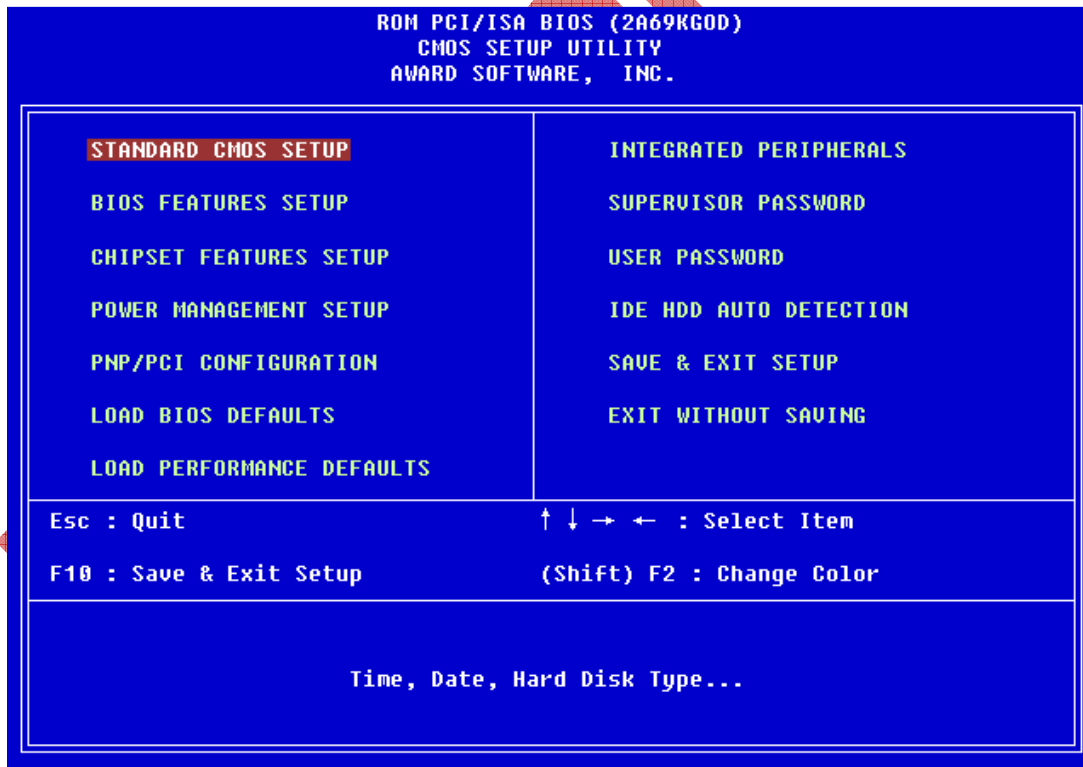 ROM PCI/ISA BIOS (2A69KGOD)
CMOS SETUP UTILITY
AWARD SOFTWARE, INC.
STANDARD CMOS SETUP
BIOS FEATURES SETUP
CHIPSET FEATURES SETUP
POWER MANAGEMENT SETUP
PNP/PCI CONFIGURATION
LOAD BIOS DEFAULTS
LOAD PERFORMANCE DEFAULTS
INTEGRATED PERIPHERALS
SUPERVISOR PASSWORD
USER PASSWORD
IDE HDD AUTO DETECTION
SAVE & EXIT SETUP
EXIT WITHOUT SAVING
Esc : Quit
↑ ↓ → ← : Select Item
F10 : Save & Exit Setup
(Shift) F2 : Change Color
Time, Date, Hard Disk Type...